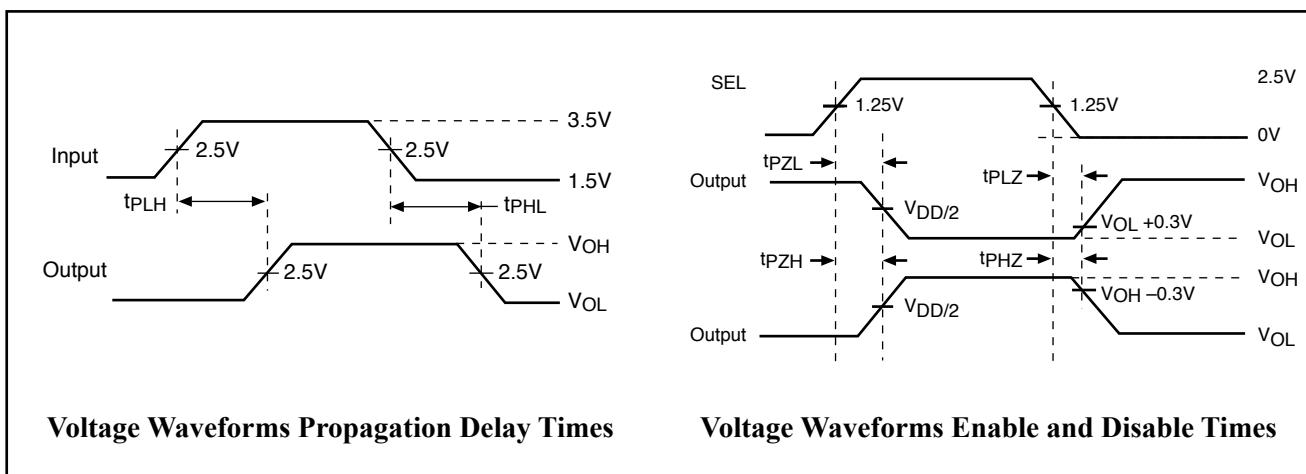 3.5V
Input
2.5V
2.5V
1.5V
tPLH
tPHL
VOH
Output
2.5V
2.5V
VOL
Voltage Waveforms Propagation Delay Times
SEL
2.5V
1.25V
1.25V
0V
tPZL
tPLZ
Output
VOH
VDD/2
VOL +0.3V
VOL
tPZH
tPHZ
VOH
VOH –0.3V
VDD/2
Output
VOL
Voltage Waveforms Enable and Disable Times